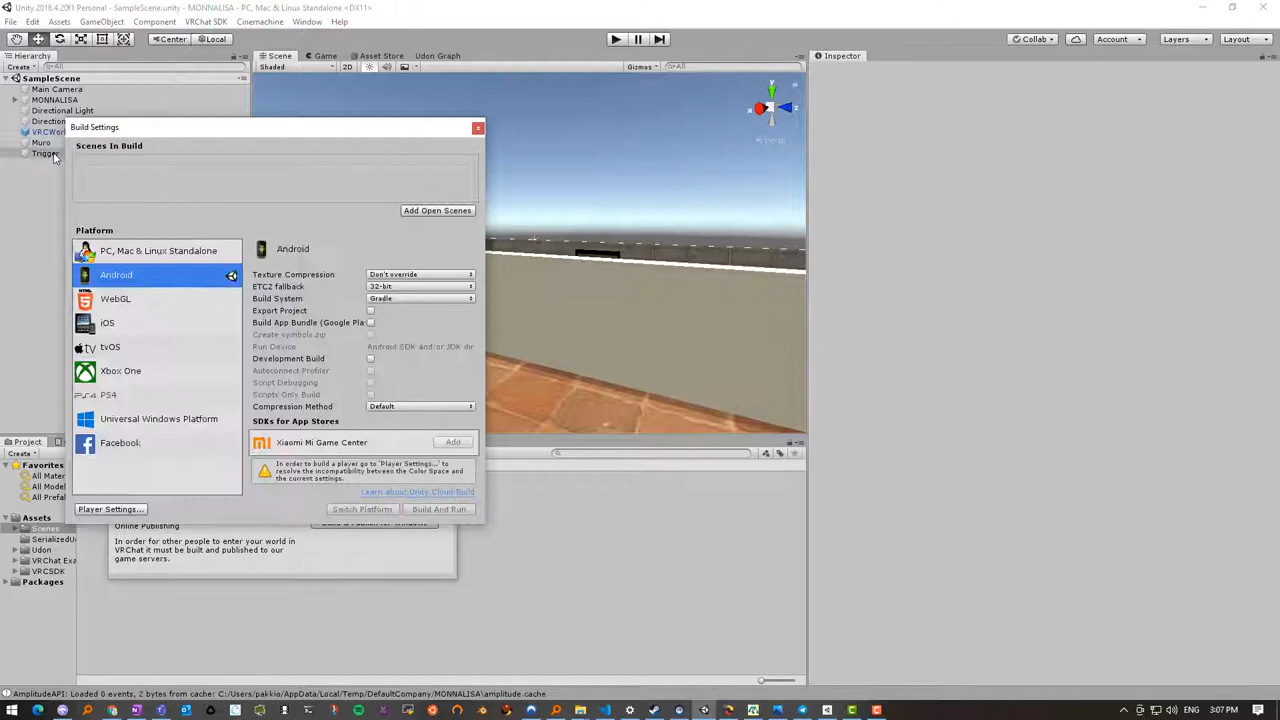 Unity 2018.4.20f1 Personal - SampleScene.unity - MONNALISA - PC, Mac & Linux Standalone <DX11>
File Edit Assets GameObject Component VRChat SDK Cinemachine Window Help
Center Local Collab Account Layers Layout
Hierarchy Scene Game Asset Store Udon Graph Inspector
Create All Shaded 2D Gizmos All
SampleScene
Main Camera
MONNALISA
Directional Light
Direction
VRCWorl
Muro
Trigger
y
x
z
Persp
Build Settings
x
Scenes In Build
Add Open Scenes
Platform
PC, Mac & Linux Standalone
Android
WebGL
iOS
tvOS
Xbox One
PS4
Universal Windows Platform
Facebook
Android
Texture Compression Don't override
ETC2 fallback 32-bit
Build System Gradle
Export Project
Build App Bundle (Google Pla
Create symbols.zip
Run Device Android SDK and/or JDK dir
Development Build
Autoconnect Profiler
Script Debugging
Scripts Only Build
Compression Method Default
SDKs for App Stores
Xiaomi Mi Game Center Add
In order to build a player go to 'Player Settings...' to
resolve the incompatibility between the Color Space and
the current settings.
Learn about Unity Cloud Build
Player Settings... Switch Platform Build And Run
Project
Create
Favorites
All Mater
All Model
All Prefab
Assets
Scenes
SerializedU
Udon
VRChat Exa
VRCSDK
Packages
Online Publishing
In order for other people to enter your world in
VRChat it must be built and published to our
game servers.
AmplitudeAPI: Loaded 0 events, 2 bytes from cache: C:/Users/pakkio/AppData/Local/Temp/DefaultCompany/MONNALISA\amplitude.cache
ENG 3:07 PM